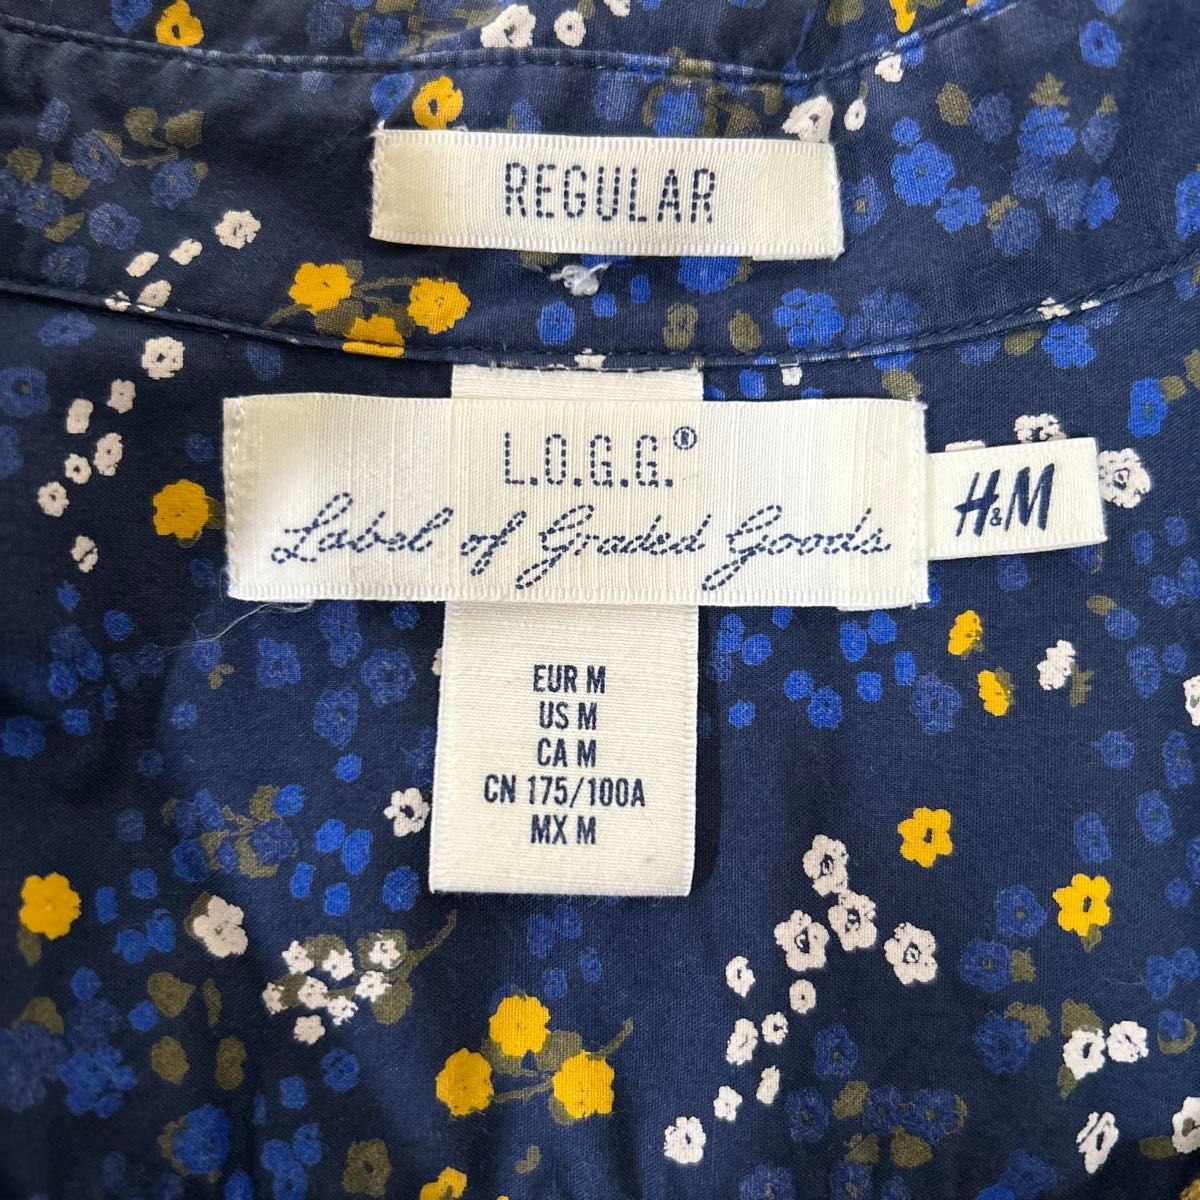 REGULAR
L.O.G.G.®
Label of Graded Goods
H&M
EUR M
US M
CA M
CN 175/100A
MX M